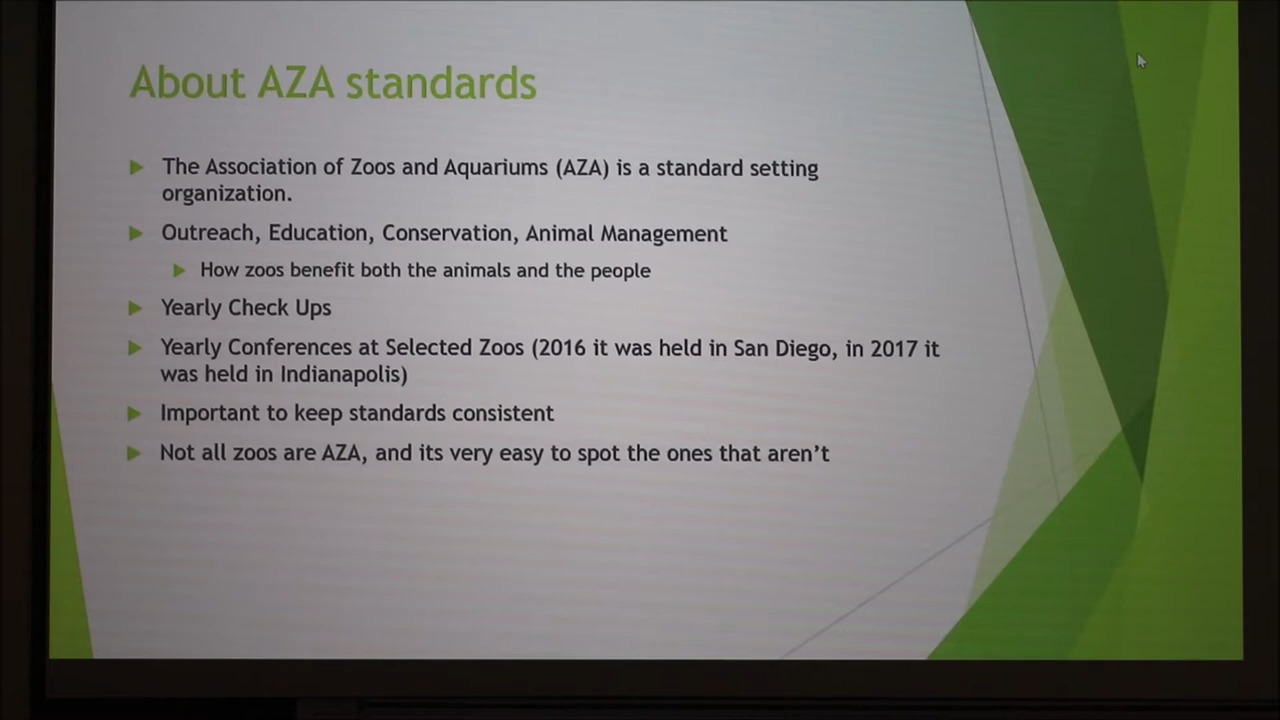 About AZA standards
The Association of Zoos and Aquariums (AZA) is a standard setting
organization.
Outreach, Education, Conservation, Animal Management
How zoos benefit both the animals and the people
Yearly Check Ups
Yearly Conferences at Selected Zoos (2016 it was held in San Diego, in 2017 it
was held in Indianapolis)
Important to keep standards consistent
Not all zoos are AZA, and its very easy to spot the ones that aren’t